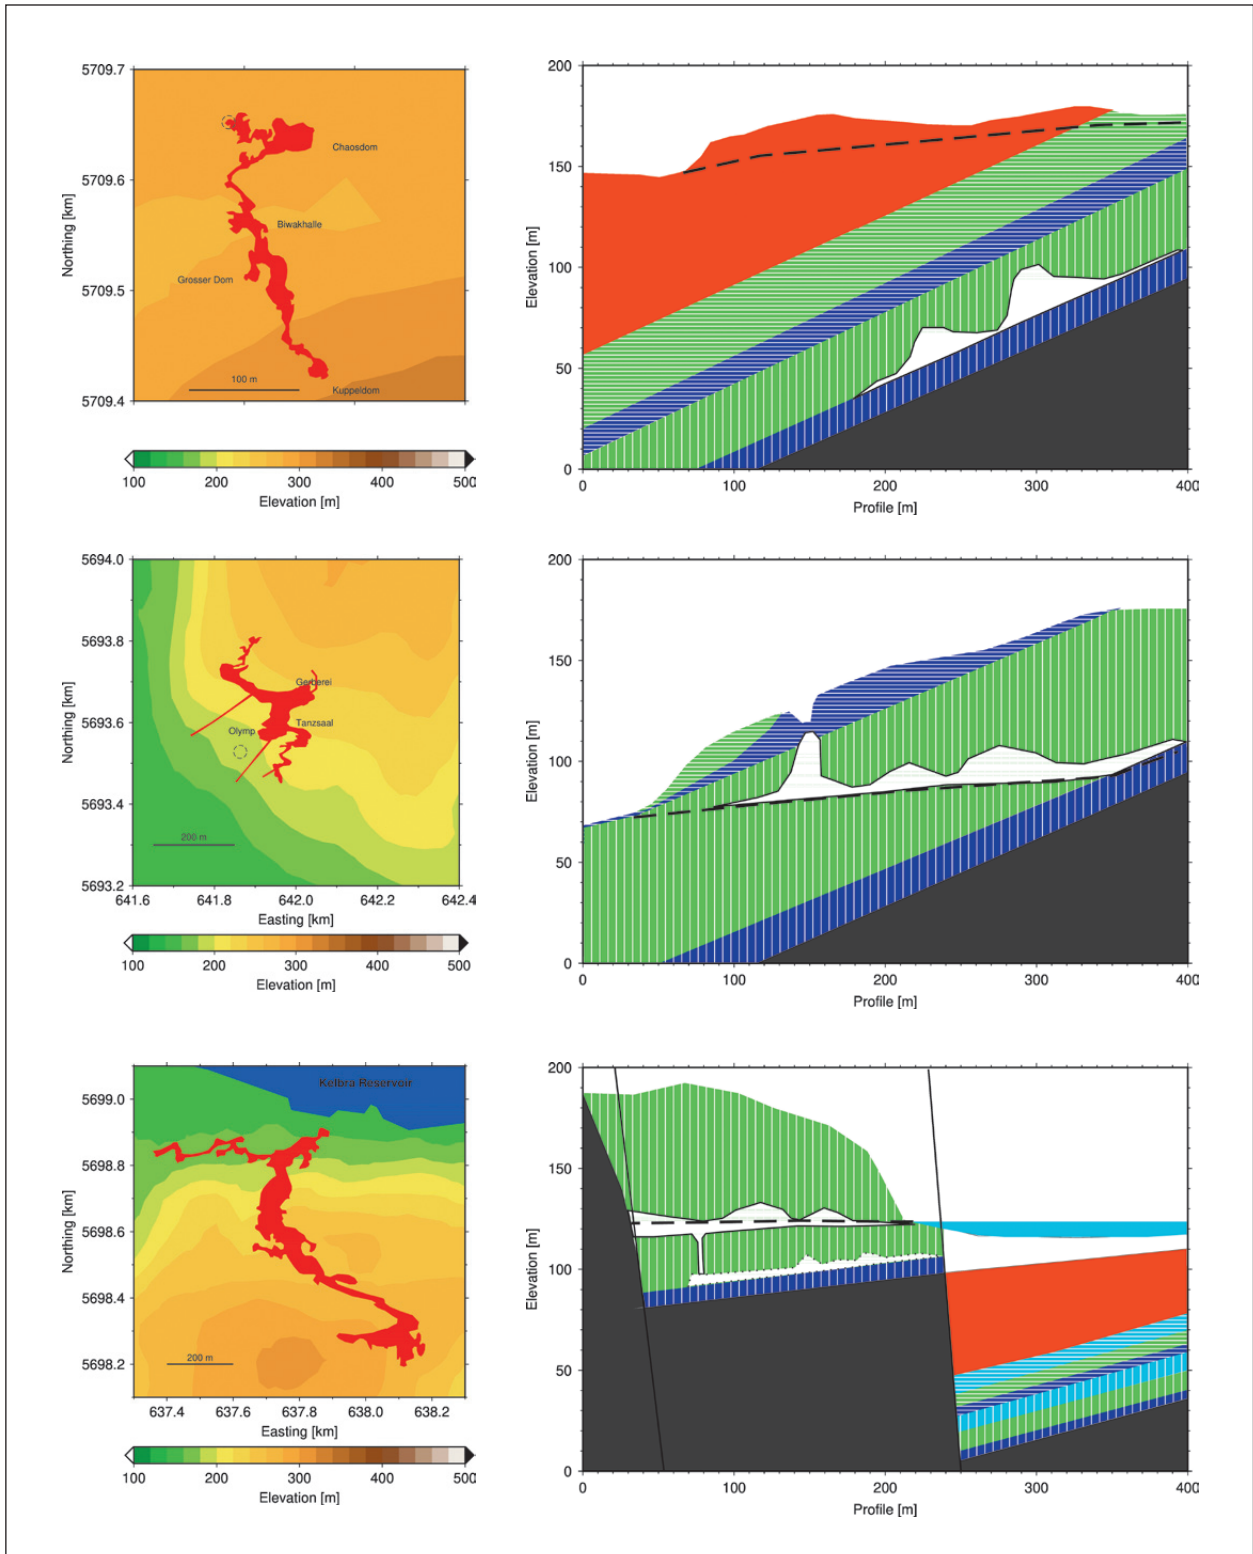 5709.7
5709.6
5709.5
5709.4
Northing [km]
Chaosdom
Biwakhalle
Grosser Dom
Kuppeldom
100 m
100 200 300 400 500
Elevation [m]
200
150
100
50
0
Elevation [m]
0 100 200 300 400
Profile [m]
5694.0
5693.8
5693.6
5693.4
5693.2
Northing [km]
Gerberei
Olymp
Tanzsaal
200 m
641.6 641.8 642.0 642.2 642.4
Easting [km]
100 200 300 400 500
Elevation [m]
200
150
100
50
0
Elevation [m]
0 100 200 300 400
Profile [m]
Kelbra Reservoir
5699.0
5698.8
5698.6
5698.4
5698.2
Northing [km]
200 m
637.4 637.6 637.8 638.0 638.2
Easting [km]
100 200 300 400 500
Elevation [m]
200
150
100
50
0
Elevation [m]
0 100 200 300 400
Profile [m]